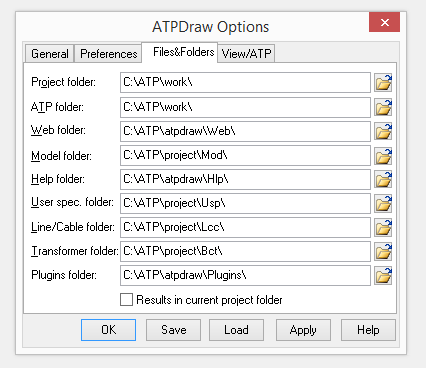 ATPDraw Options
General Preferences Files&Folders View/ATP
Project folder: C:\ATP\work\
ATP folder: C:\ATP\work\
Web folder: C:\ATP\atpdraw\Web\
Model folder: C:\ATP\project\Mod\
Help folder: C:\ATP\atpdraw\Hlp\
User spec. folder: C:\ATP\project\Usp\
Line/Cable folder: C:\ATP\project\Lcc\
Transformer folder: C:\ATP\project\Bct\
Plugins folder: C:\ATP\atpdraw\Plugins\
Results in current project folder
OK Save Load Apply Help